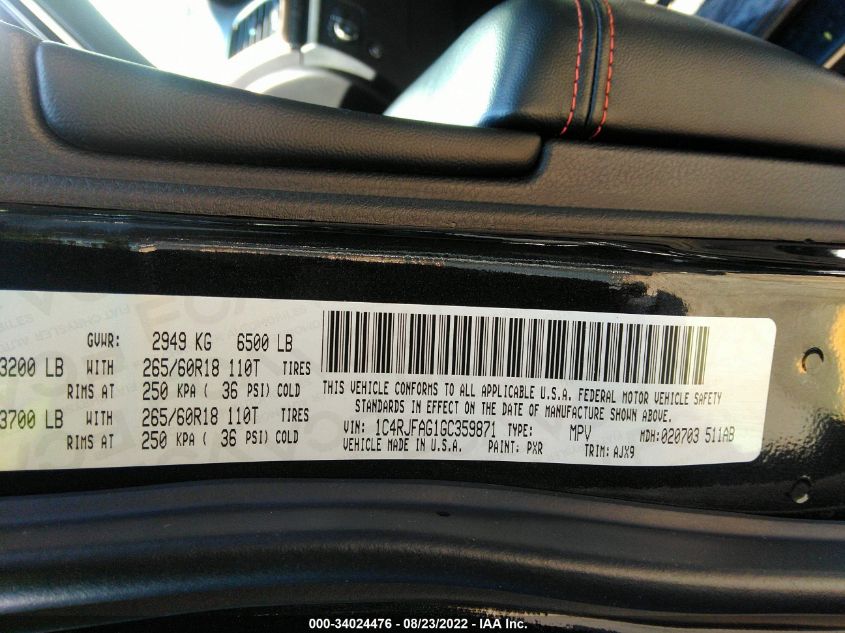 GVWR: 2949 KG 6500 LB
3200 LB WITH 265/60R18 110T TIRES
RIMS AT 250 KPA ( 36 PSI) COLD
3700 LB WITH 265/60R18 110T TIRES
RIMS AT 250 KPA ( 36 PSI) COLD
THIS VEHICLE CONFORMS TO ALL APPLICABLE U.S.A. FEDERAL MOTOR VEHICLE SAFETY
STANDARDS IN EFFECT ON THE DATE OF MANUFACTURE SHOWN ABOVE.
VIN: 1C4RJFAG1GC359871 TYPE: MPV MDH:020703 511AB
VEHICLE MADE IN U.S.A. PAINT: PXR TRIM: AJX9
000-34024476 - 08/23/2022 - IAA Inc.